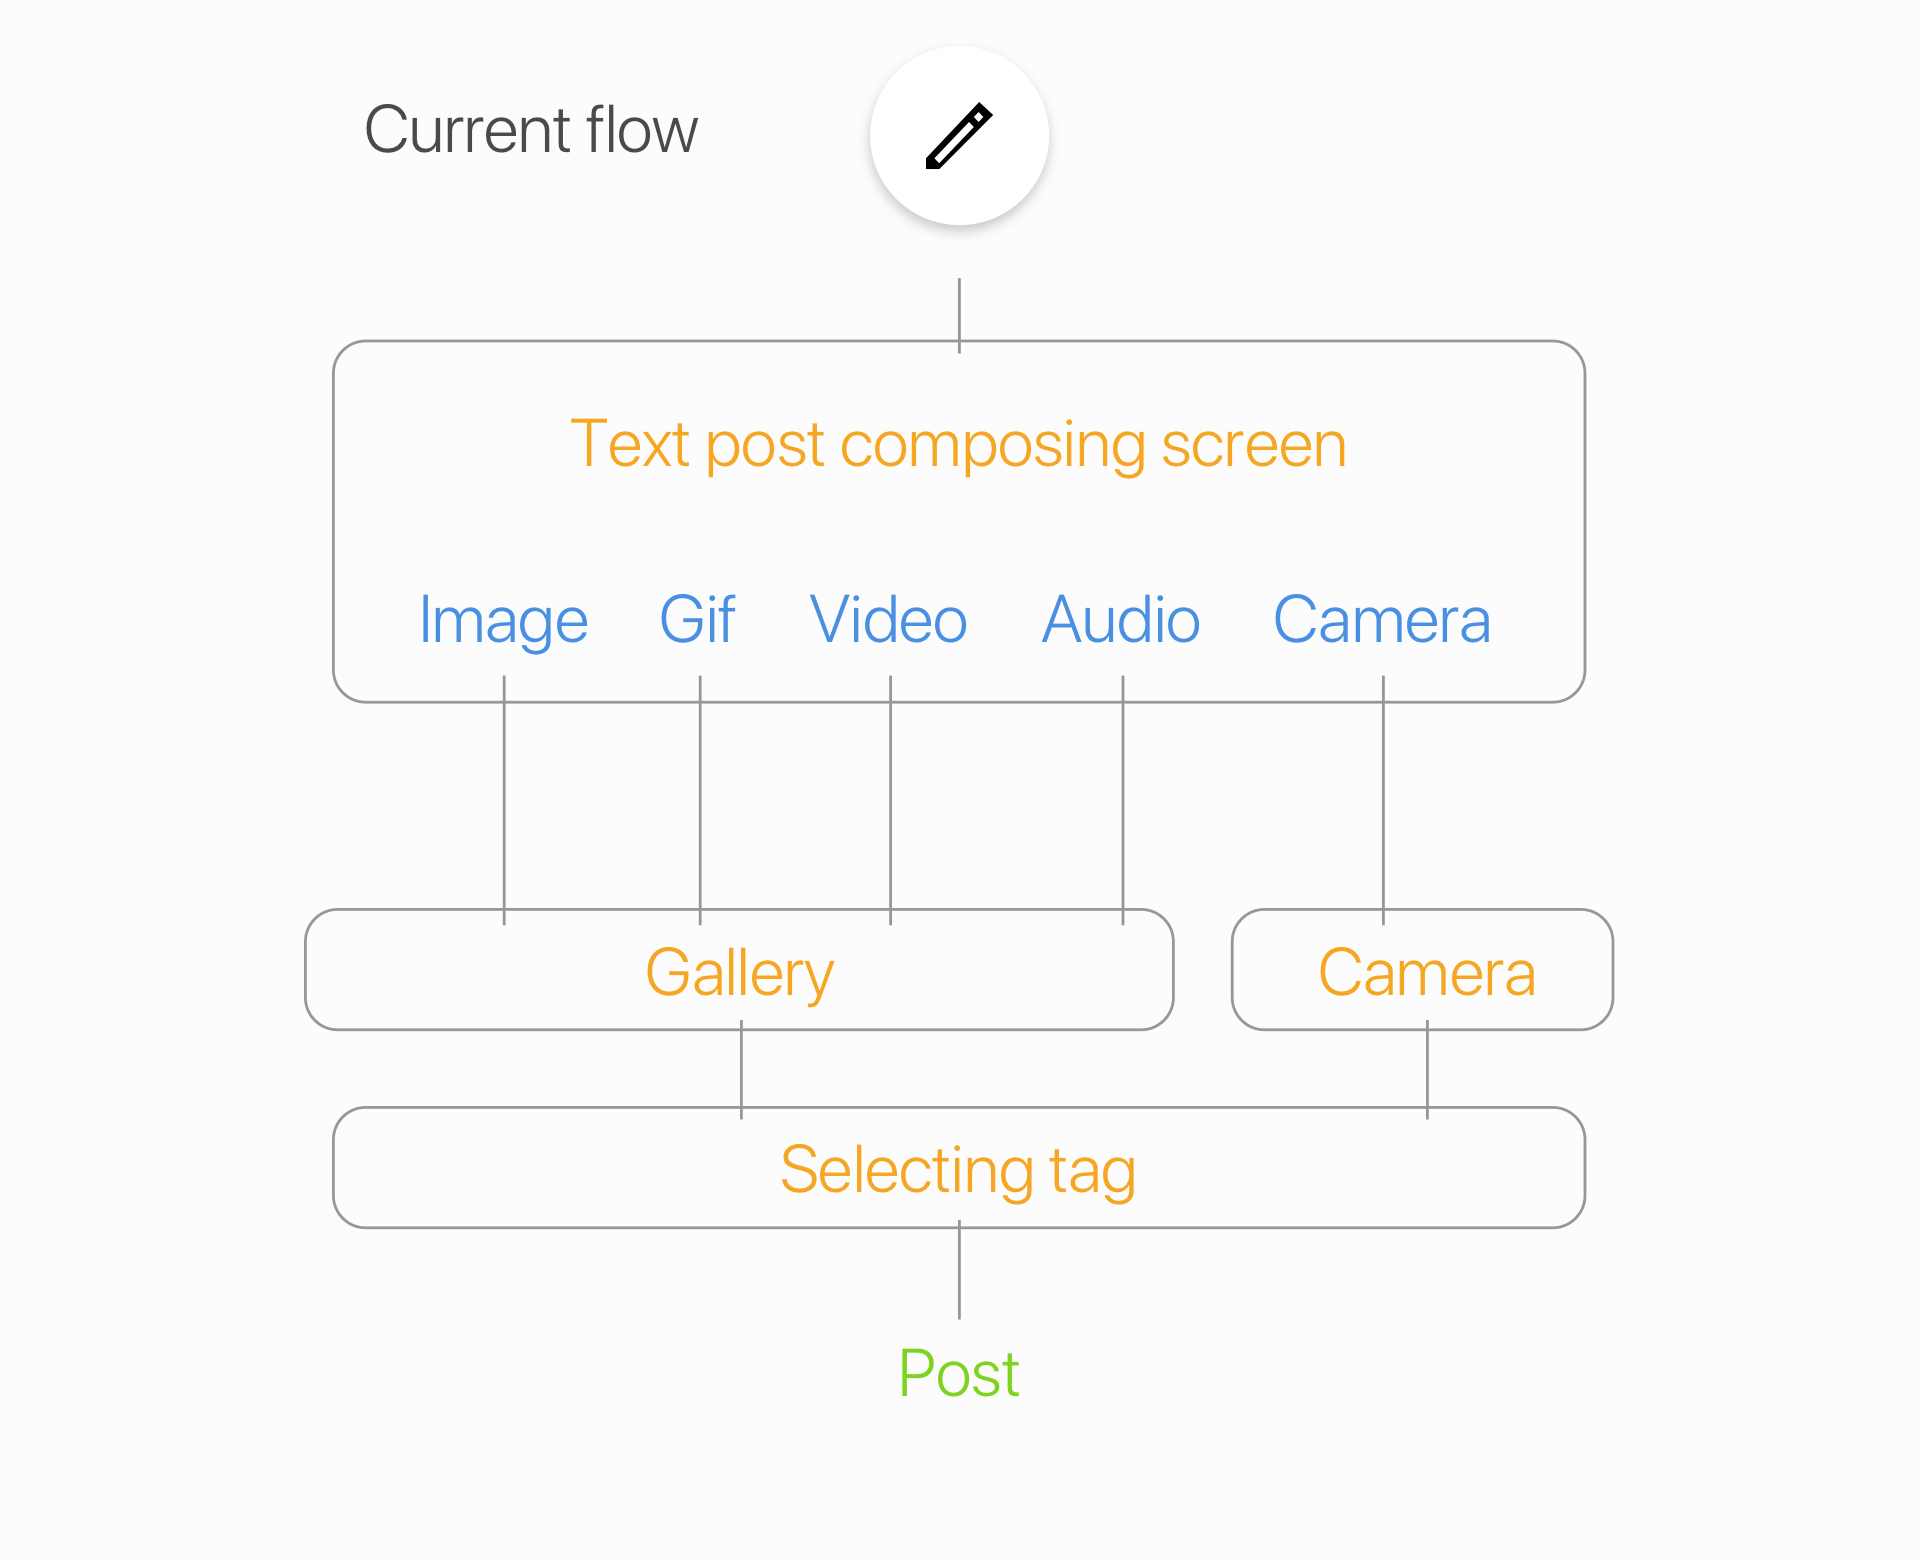 Current flow
Text post composing screen
Image Gif Video Audio Camera
Gallery Camera
Selecting tag
Post